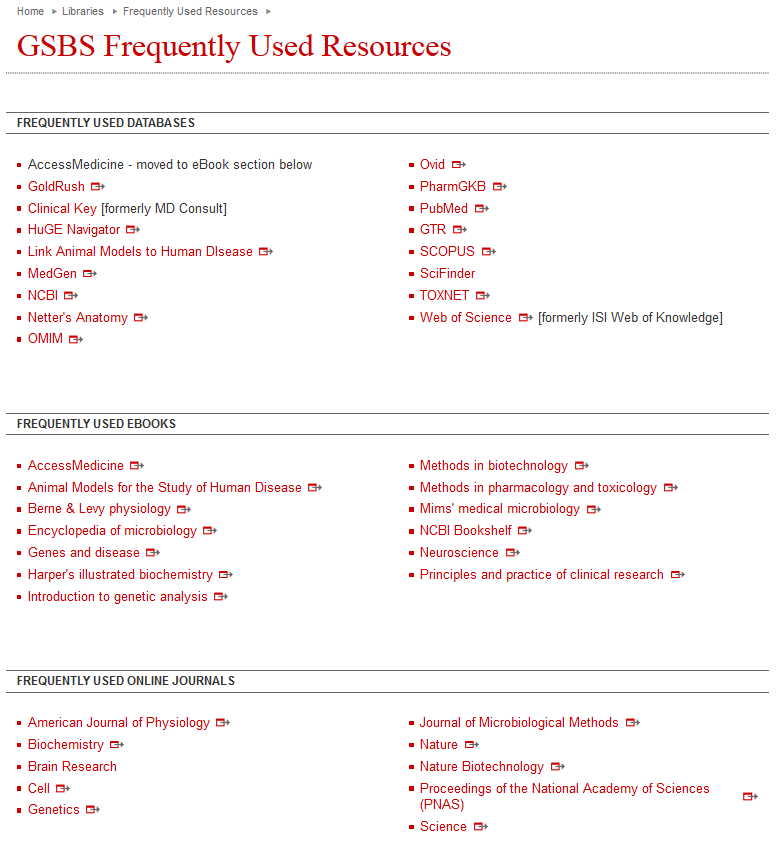 Home Libraries Frequently Used Resources
GSBS Frequently Used Resources
FREQUENTLY USED DATABASES
AccessMedicine - moved to eBook section below
GoldRush
Clinical Key [formerly MD Consult]
HuGE Navigator
Link Animal Models to Human DIsease
MedGen
NCBI
Netter's Anatomy
OMIM
Ovid
PharmGKB
PubMed
GTR
SCOPUS
SciFinder
TOXNET
Web of Science [formerly ISI Web of Knowledge]
FREQUENTLY USED EBOOKS
AccessMedicine
Animal Models for the Study of Human Disease
Berne & Levy physiology
Encyclopedia of microbiology
Genes and disease
Harper's illustrated biochemistry
Introduction to genetic analysis
Methods in biotechnology
Methods in pharmacology and toxicology
Mims' medical microbiology
NCBI Bookshelf
Neuroscience
Principles and practice of clinical research
FREQUENTLY USED ONLINE JOURNALS
American Journal of Physiology
Biochemistry
Brain Research
Cell
Genetics
Journal of Microbiological Methods
Nature
Nature Biotechnology
Proceedings of the National Academy of Sciences
(PNAS)
Science